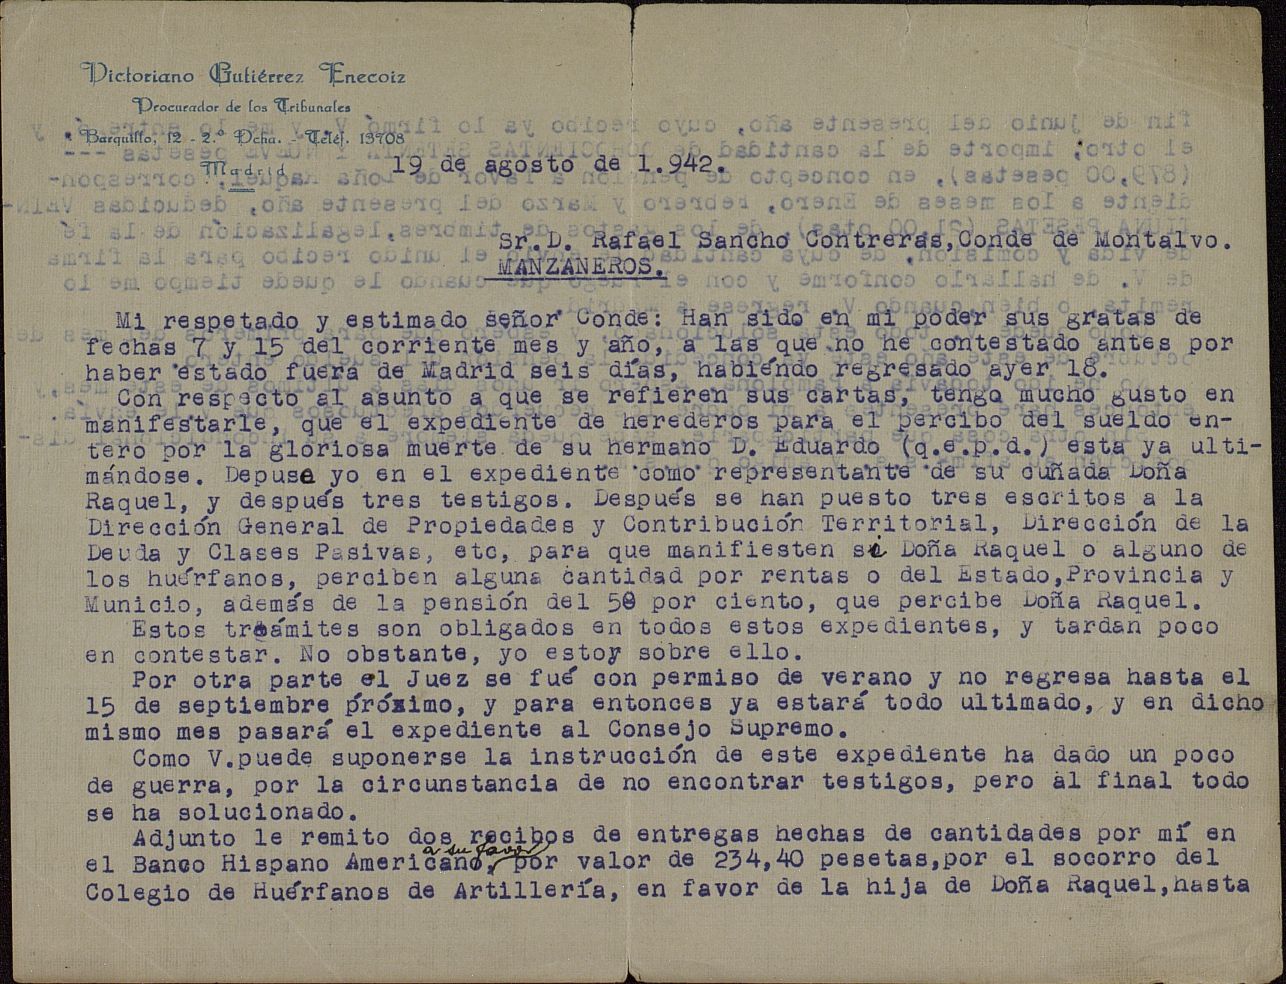 Victoriano Gutiérrez Enecoiz
Procurador de los Tribunales
Barquillo, 12 - 2.º Dcha. - Teléf. 13708
Madrid
19 de agosto de 1.942.
Sr.D. Rafael Sancho Contreras,Conde de Montalvo.
MANZANEROS.
Mi respetado y estimado señor Conde: Han sido en mi poder sus gratas de
fechas 7 y 15 del corriente mes y año, a las que no he contestado antes por
haber estado fuera de Madrid seis días, habiéndo regresado ayer 18.
Con respecto al asunto a que se refieren sus cartas, tengo mucho gusto en
manifestarle, que el expediente de herederos para el percibo del sueldo en-
tero por la gloriosa muerte de su hermano D. Eduardo (q.e.p.d.) esta ya ulti-
mándose. Depuse yo en el expediente como representante de su cuñada Doña
Raquel, y después tres testigos. Después se han puesto tres escritos a la
Dirección General de Propiedades y Contribución Territorial, Dirección de la
Deuda y Clases Pasivas, etc, para que manifiesten si Doña Raquel o alguno de
los huérfanos, perciben alguna cantidad por rentas o del Estado,Provincia y
Municio, además de la pensión del 50 por ciento, que percibe Doña Raquel.
Estos trámites son obligados en todos estos expedientes, y tardan poco
en contestar. No obstante, yo estoy sobre ello.
Por otra parte el Juez se fué con permiso de verano y no regresa hasta el
15 de septiembre próximo, y para entonces ya estará todo ultimado, y en dicho
mismo mes pasará el expediente al Consejo Supremo.
Como V.puede suponerse la instrucción de este expediente ha dado un poco
de guerra, por la circunstancia de no encontrar testigos, pero al final todo
se ha solucionado.
Adjunto le remito dos recibos de entregas hechas de cantidades por mí en
a su favor
el Banco Hispano Americano, por valor de 234,40 pesetas,por el socorro del
Colegio de Huérfanos de Artillería, en favor de la hija de Doña Raquel,hasta